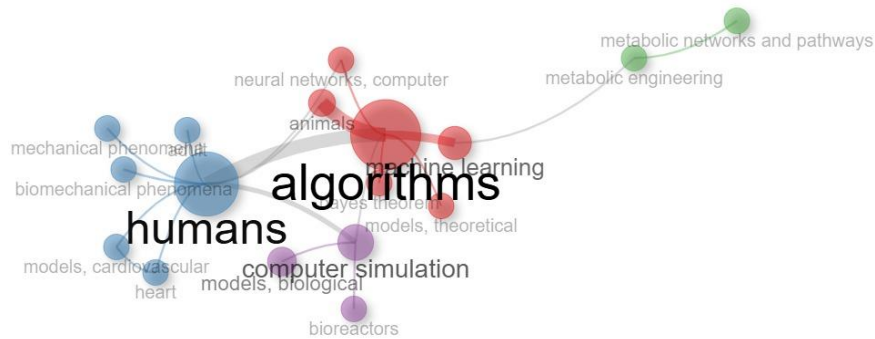 metabolic networks and pathways
neural networks, computer
metabolic engineering
animals
mechanical phenomena
adult
machine learning
algorithms
biomechanical phenomena
bayes theorem
humans
models, theoretical
models, cardiovascular
computer simulation
models, biological
heart
bioreactors